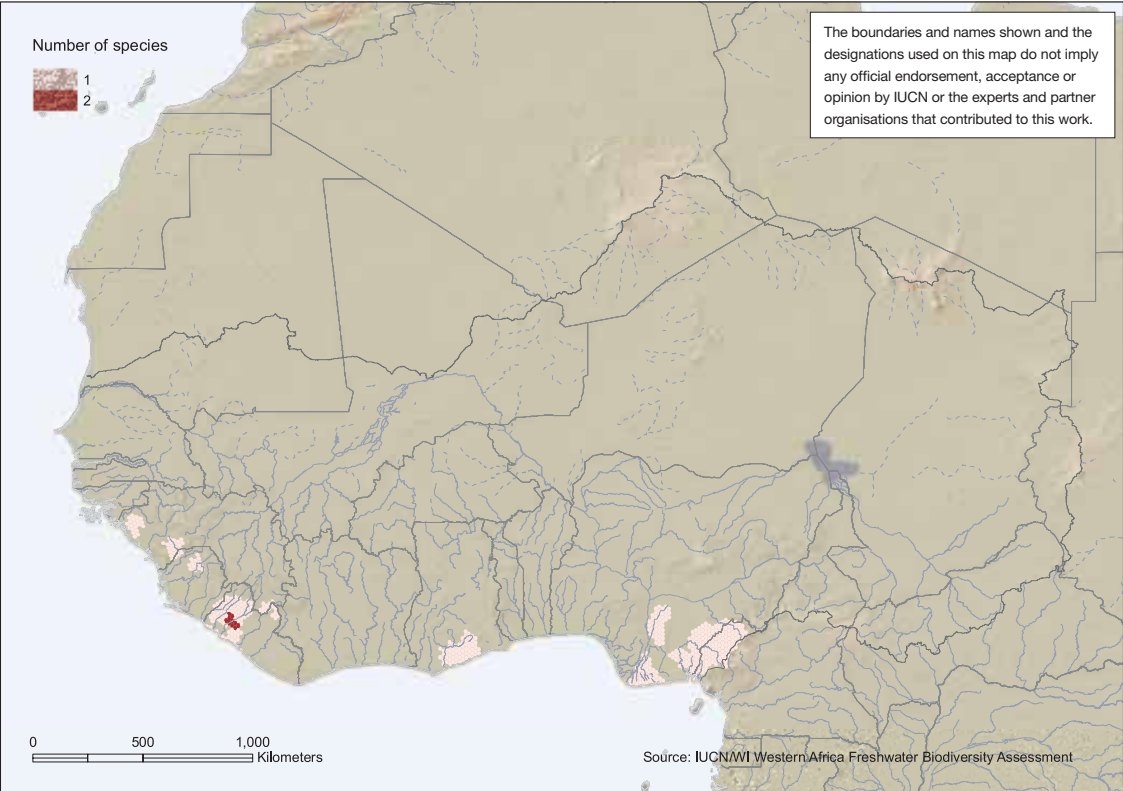 Number of species
1
2
The boundaries and names shown and the
designations used on this map do not imply
any official endorsement, acceptance or
opinion by IUCN or the experts and partner
organisations that contributed to this work.
0 500 1,000
Kilometers
Source: IUCN/WI Western Africa Freshwater Biodiversity Assessment